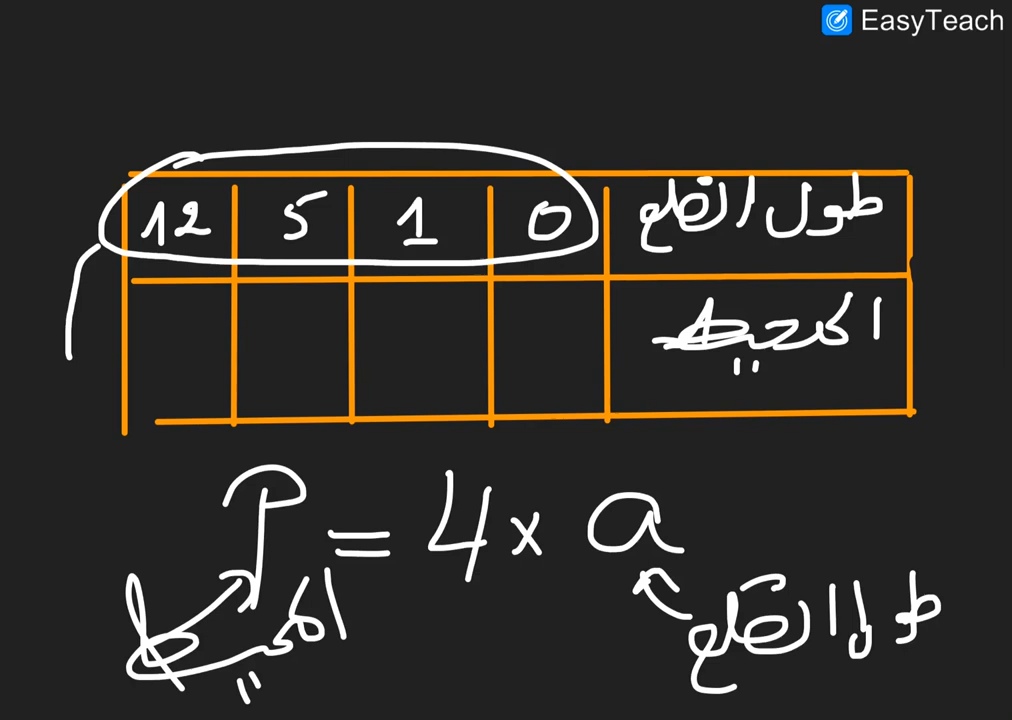 EasyTeach
طول الضلع 0 1 5 12
المحيط
P = 4 × a
المحيط
طول الضلع